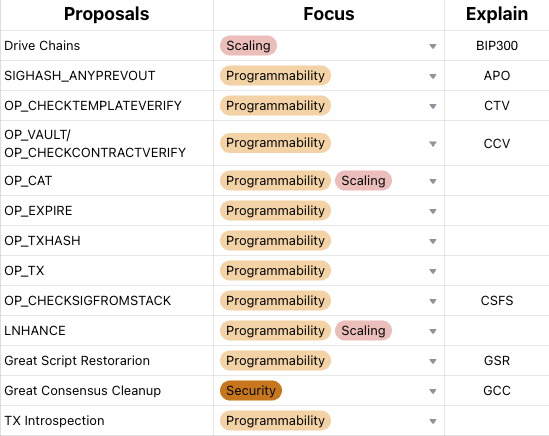 Proposals Focus Explain
Drive Chains Scaling BIP300
SIGHASH_ANYPREVOUT Programmability APO
OP_CHECKTEMPLATEVERIFY Programmability CTV
OP_VAULT/
OP_CHECKCONTRACTVERIFY Programmability CCV
OP_CAT Programmability Scaling
OP_EXPIRE Programmability
OP_TXHASH Programmability
OP_TX Programmability
OP_CHECKSIGFROMSTACK Programmability CSFS
LNHANCE Programmability Scaling
Great Script Restorarion Programmability GSR
Great Consensus Cleanup Security GCC
TX Introspection Programmability